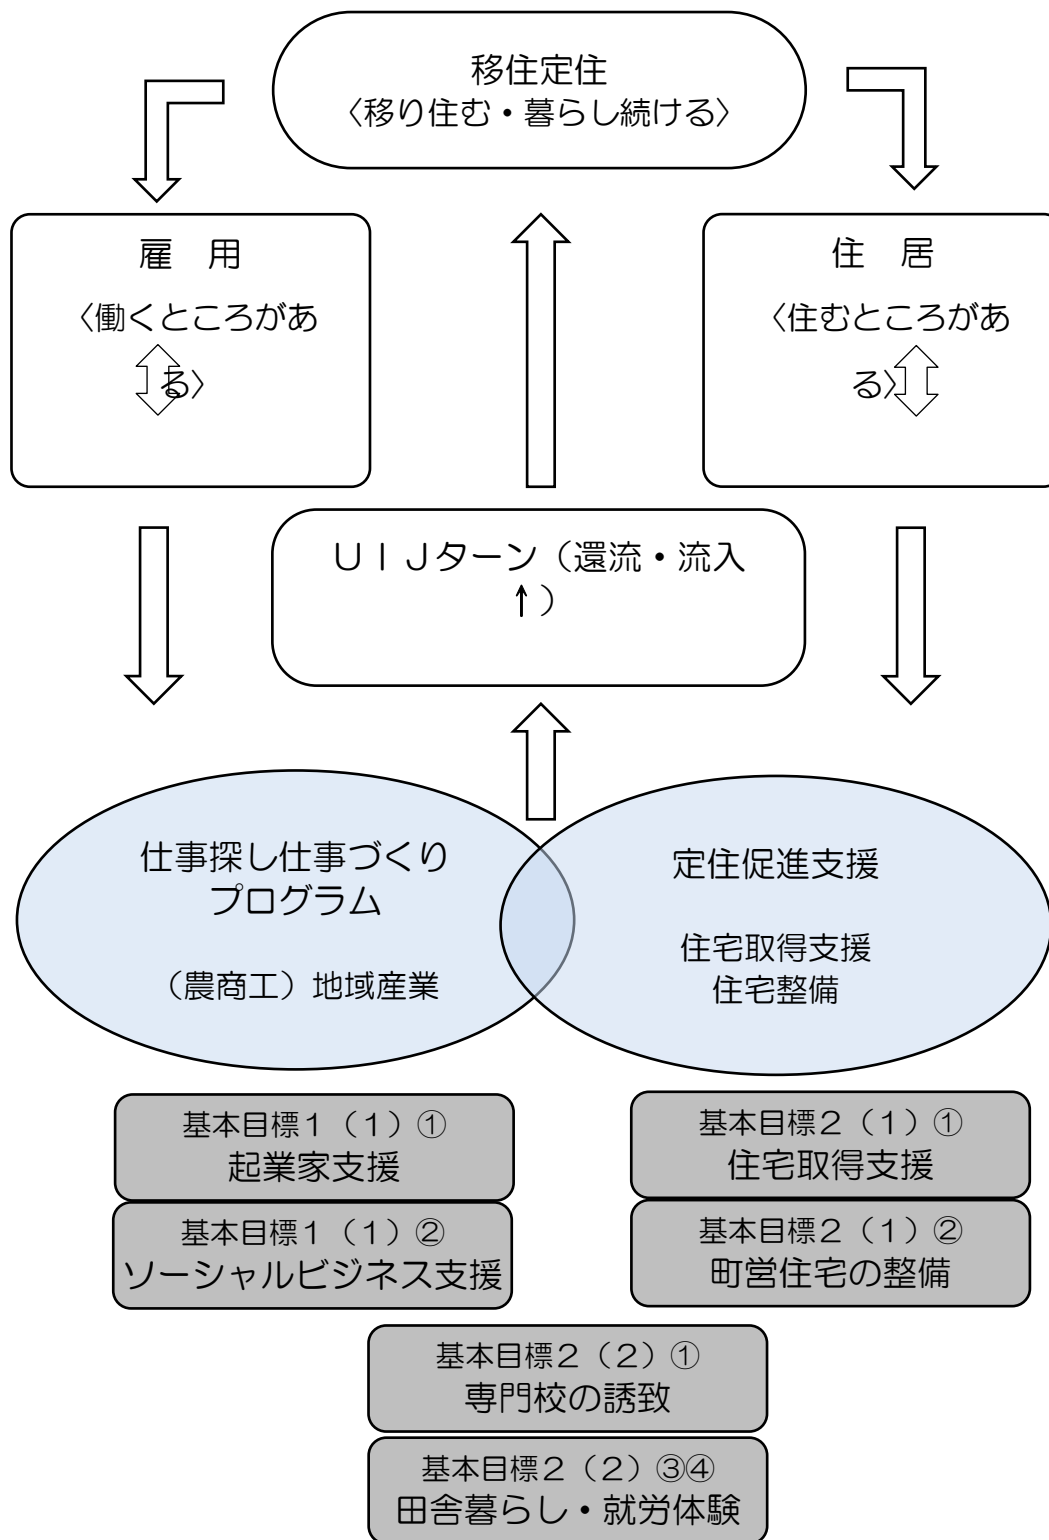 移住定住
〈移り住む・暮らし続ける〉
雇　用
〈働くところがあ
る〉
住　居
〈住むところがあ
る〉
ＵＩＪターン（還流・流入
↑）
仕事探し仕事づくり
プログラム
（農商工）地域産業
定住促進支援
住宅取得支援
住宅整備
基本目標１（１）①
起業家支援
基本目標１（１）②
ソーシャルビジネス支援
基本目標２（１）①
住宅取得支援
基本目標２（１）②
町営住宅の整備
基本目標２（２）①
専門校の誘致
基本目標２（２）③④
田舎暮らし・就労体験